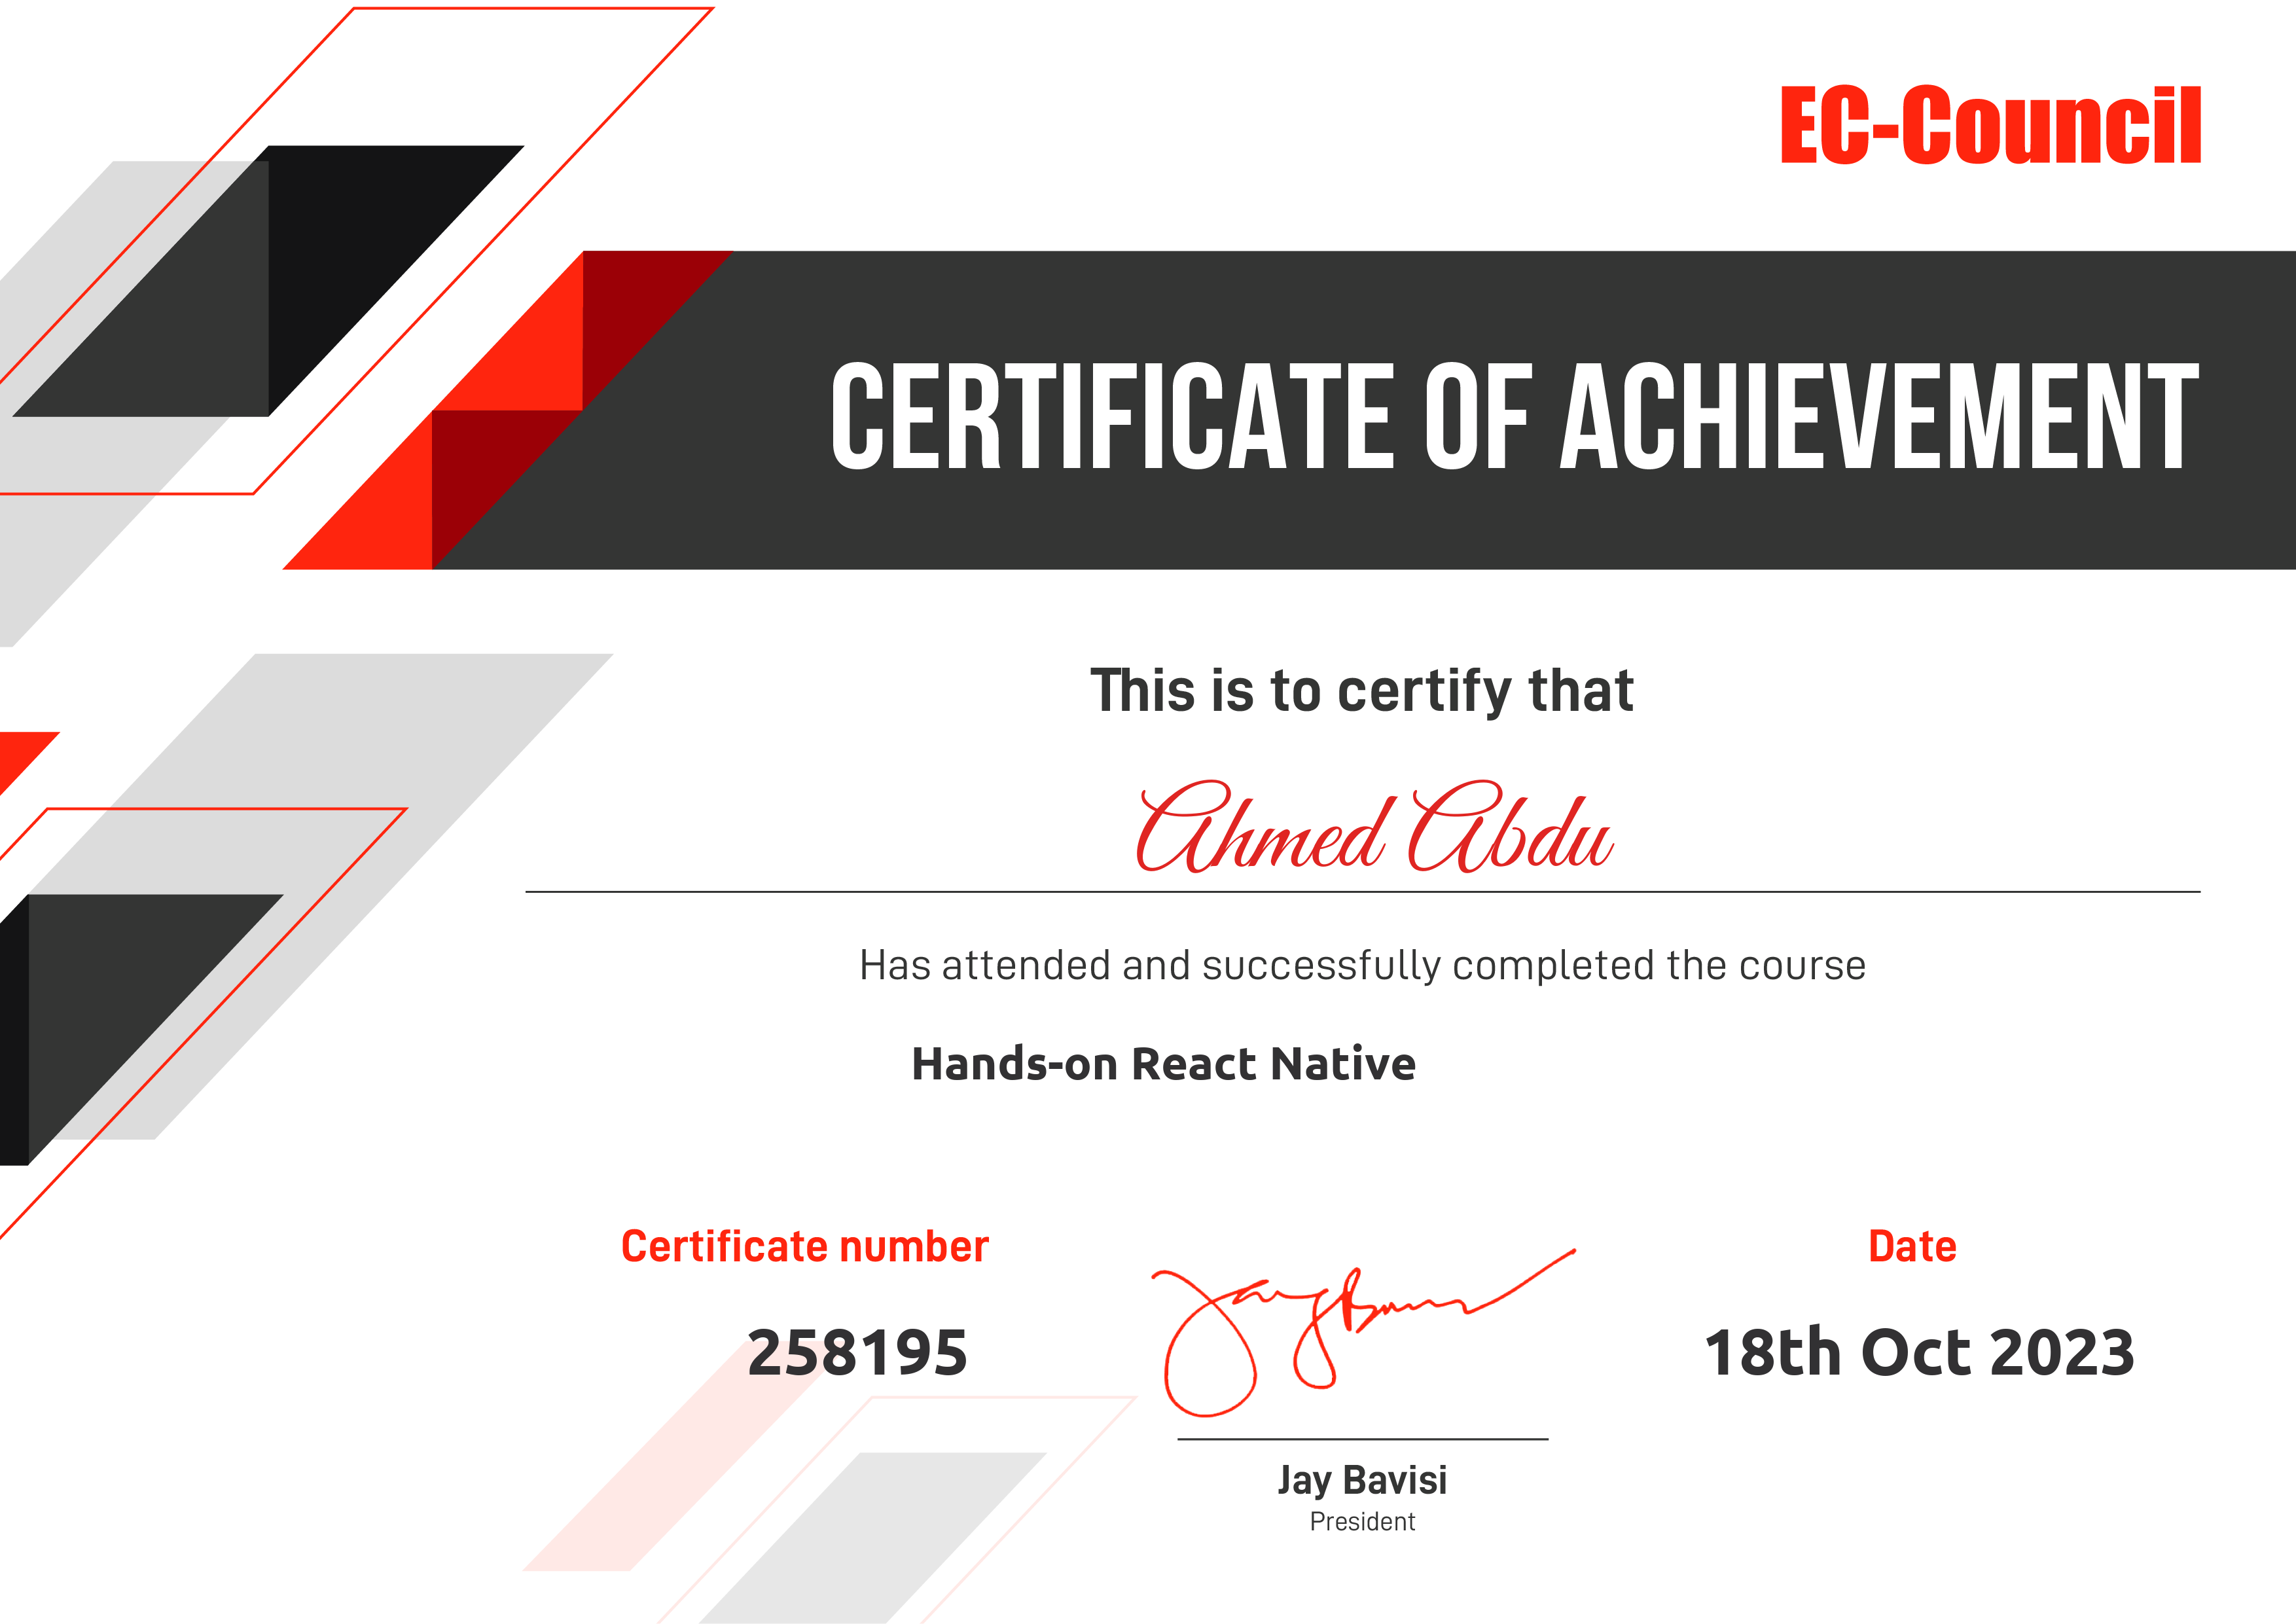 EC-Council
CERTIFICATE OF ACHIEVEMENT
This is to certify that
Ahmed Abdu
Has attended and successfully completed the course
Hands-on React Native
Certificate number
Date
258195
18th Oct 2023
Jay Bavisi
President